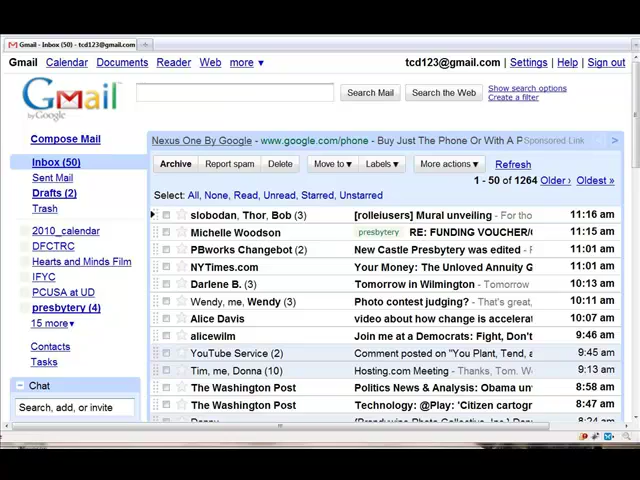 Gmail - Inbox (50) - tcd123@gmail.com
Gmail Calendar Documents Reader Web more ▼ tcd123@gmail.com | Settings | Help | Sign out
Gmail
by Google
Search Mail Search the Web Show search options
Create a filter
Compose Mail
Inbox (50)
Sent Mail
Drafts (2)
Trash
2010_calendar
DFCTRC
Hearts and Minds Film
IFYC
PCUSA at UD
presbytery (4)
15 more▼
Contacts
Tasks
Chat
Search, add, or invite
Nexus One By Google - www.google.com/phone - Buy Just The Phone Or With A P Sponsored Link < >
Archive Report spam Delete Move to ▼ Labels ▼ More actions ▼ Refresh
1 - 50 of 1264 Older › Oldest »
Select: All, None, Read, Unread, Starred, Unstarred
slobodan, Thor, Bob (3) [rolleiusers] Mural unveiling - For tho 11:16 am
Michelle Woodson presbytery RE: FUNDING VOUCHER/ 11:15 am
PBworks Changebot (2) New Castle Presbytery was edited - 11:14 am
NYTimes.com Your Money: The Unloved Annuity G 10:36 am
Darlene B. (3) Tomorrow in Wilmington - 10:13 am
Wendy, me, Wendy (3) Photo contest judging? - That's great, 10:11 am
Alice Davis video about how change is accelerat 10:07 am
alicewilm Join me at a Democrats: Fight, Don't 9:46 am
YouTube Service (2) Comment posted on "You Plant, Tend, a 9:45 am
Tim, me, Donna (10) Hosting.com Meeting - Thanks, Tom. W 9:13 am
The Washington Post Politics News & Analysis: Obama un 8:58 am
The Washington Post Technology: @Play: 'Citizen cartogr 8:47 am
8:24 am